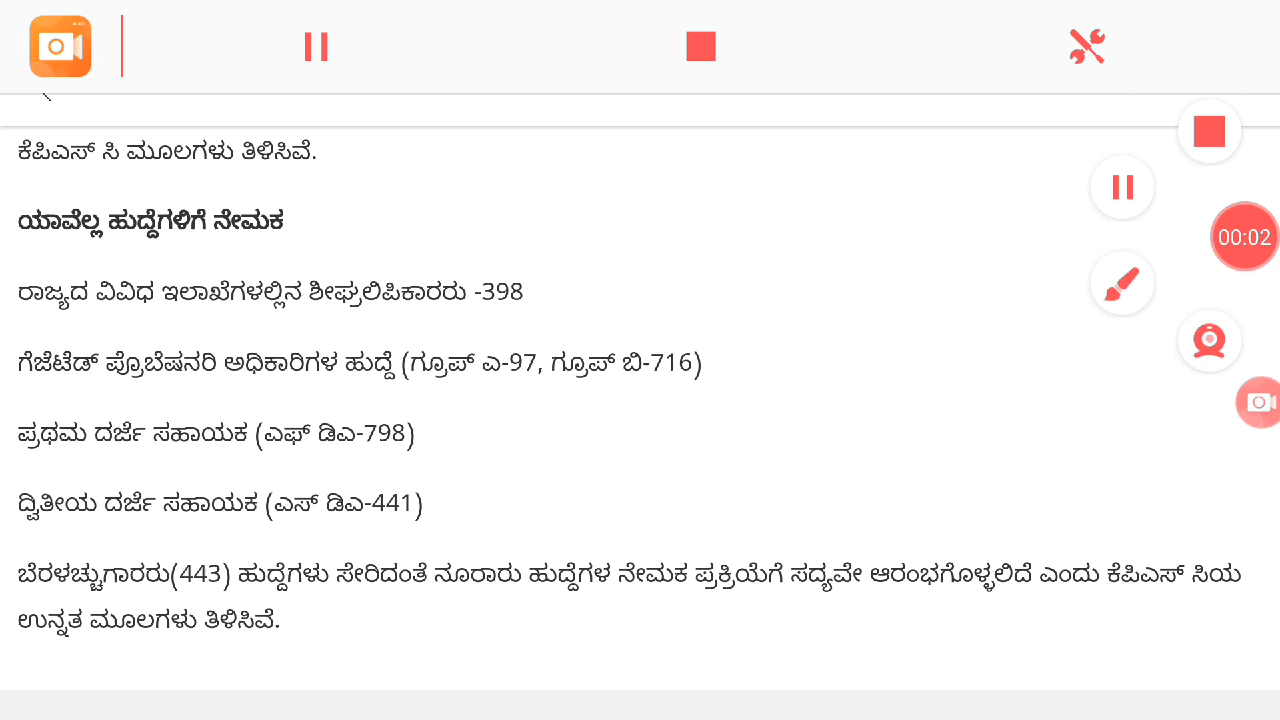 ಕೆಪಿಎಸ್ ಸಿ ಮೂಲಗಳು ತಿಳಿಸಿವೆ.
ಯಾವೆಲ್ಲ ಹುದ್ದೆಗಳಿಗೆ ನೇಮಕ
00:02
ರಾಜ್ಯದ ವಿವಿಧ ಇಲಾಖೆಗಳಲ್ಲಿನ ಶೀಘ್ರಲಿಪಿಕಾರರು -398
ಗೆಜೆಟೆಡ್ ಪ್ರೊಬೆಷನರಿ ಅಧಿಕಾರಿಗಳ ಹುದ್ದೆ (ಗ್ರೂಪ್ ಎ-97, ಗ್ರೂಪ್ ಬಿ-716)
ಪ್ರಥಮ ದರ್ಜೆ ಸಹಾಯಕ (ಎಫ್ ಡಿಎ-798)
ದ್ವಿತೀಯ ದರ್ಜೆ ಸಹಾಯಕ (ಎಸ್ ಡಿಎ-441)
ಬೆರಳಚ್ಚುಗಾರರು(443) ಹುದ್ದೆಗಳು ಸೇರಿದಂತೆ ನೂರಾರು ಹುದ್ದೆಗಳ ನೇಮಕ ಪ್ರಕ್ರಿಯೆಗೆ ಸದ್ಯವೇ ಆರಂಭಗೊಳ್ಳಲಿದೆ ಎಂದು ಕೆಪಿಎಸ್ ಸಿಯ
ಉನ್ನತ ಮೂಲಗಳು ತಿಳಿಸಿವೆ.